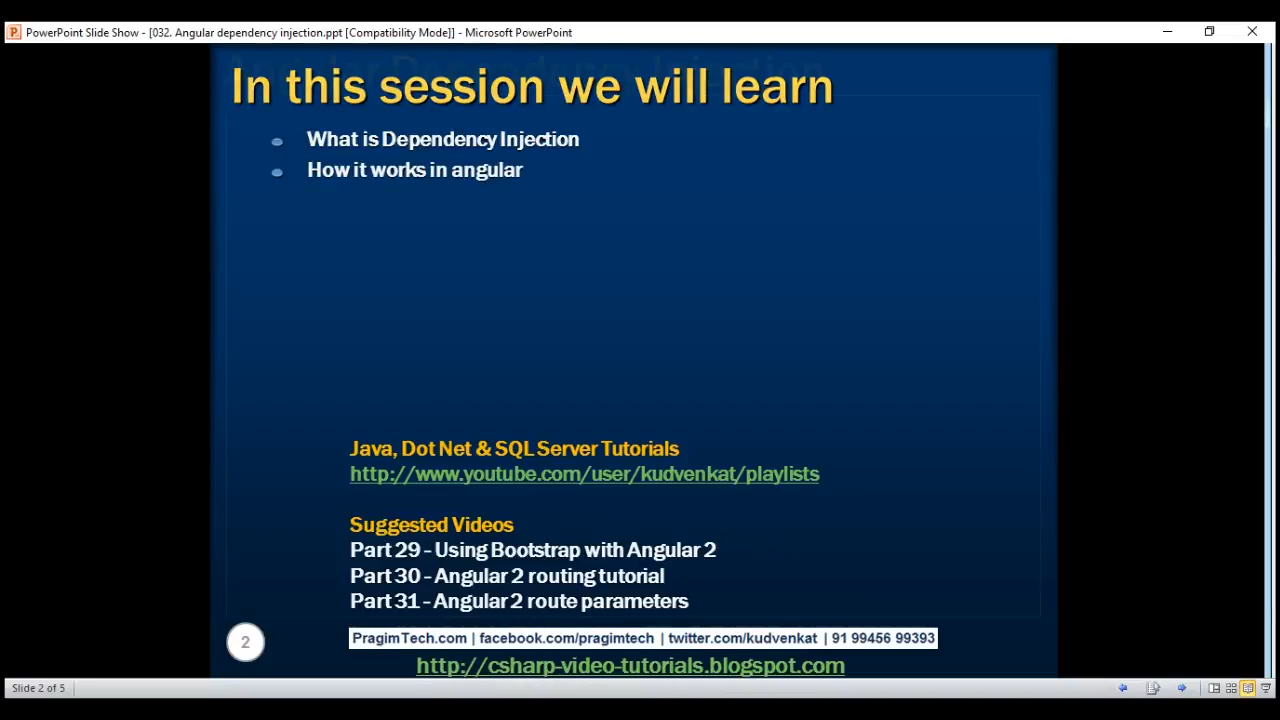 PowerPoint Slide Show - [032. Angular dependency injection.ppt [Compatibility Mode]] - Microsoft PowerPoint
In this session we will learn
What is Dependency Injection
How it works in angular
Java, Dot Net & SQL Server Tutorials
http://www.youtube.com/user/kudvenkat/playlists
Suggested Videos
Part 29 - Using Bootstrap with Angular 2
Part 30 - Angular 2 routing tutorial
Part 31 - Angular 2 route parameters
2
PragimTech.com | facebook.com/pragimtech | twitter.com/kudvenkat | 91 99456 99393
http://csharp-video-tutorials.blogspot.com
Slide 2 of 5